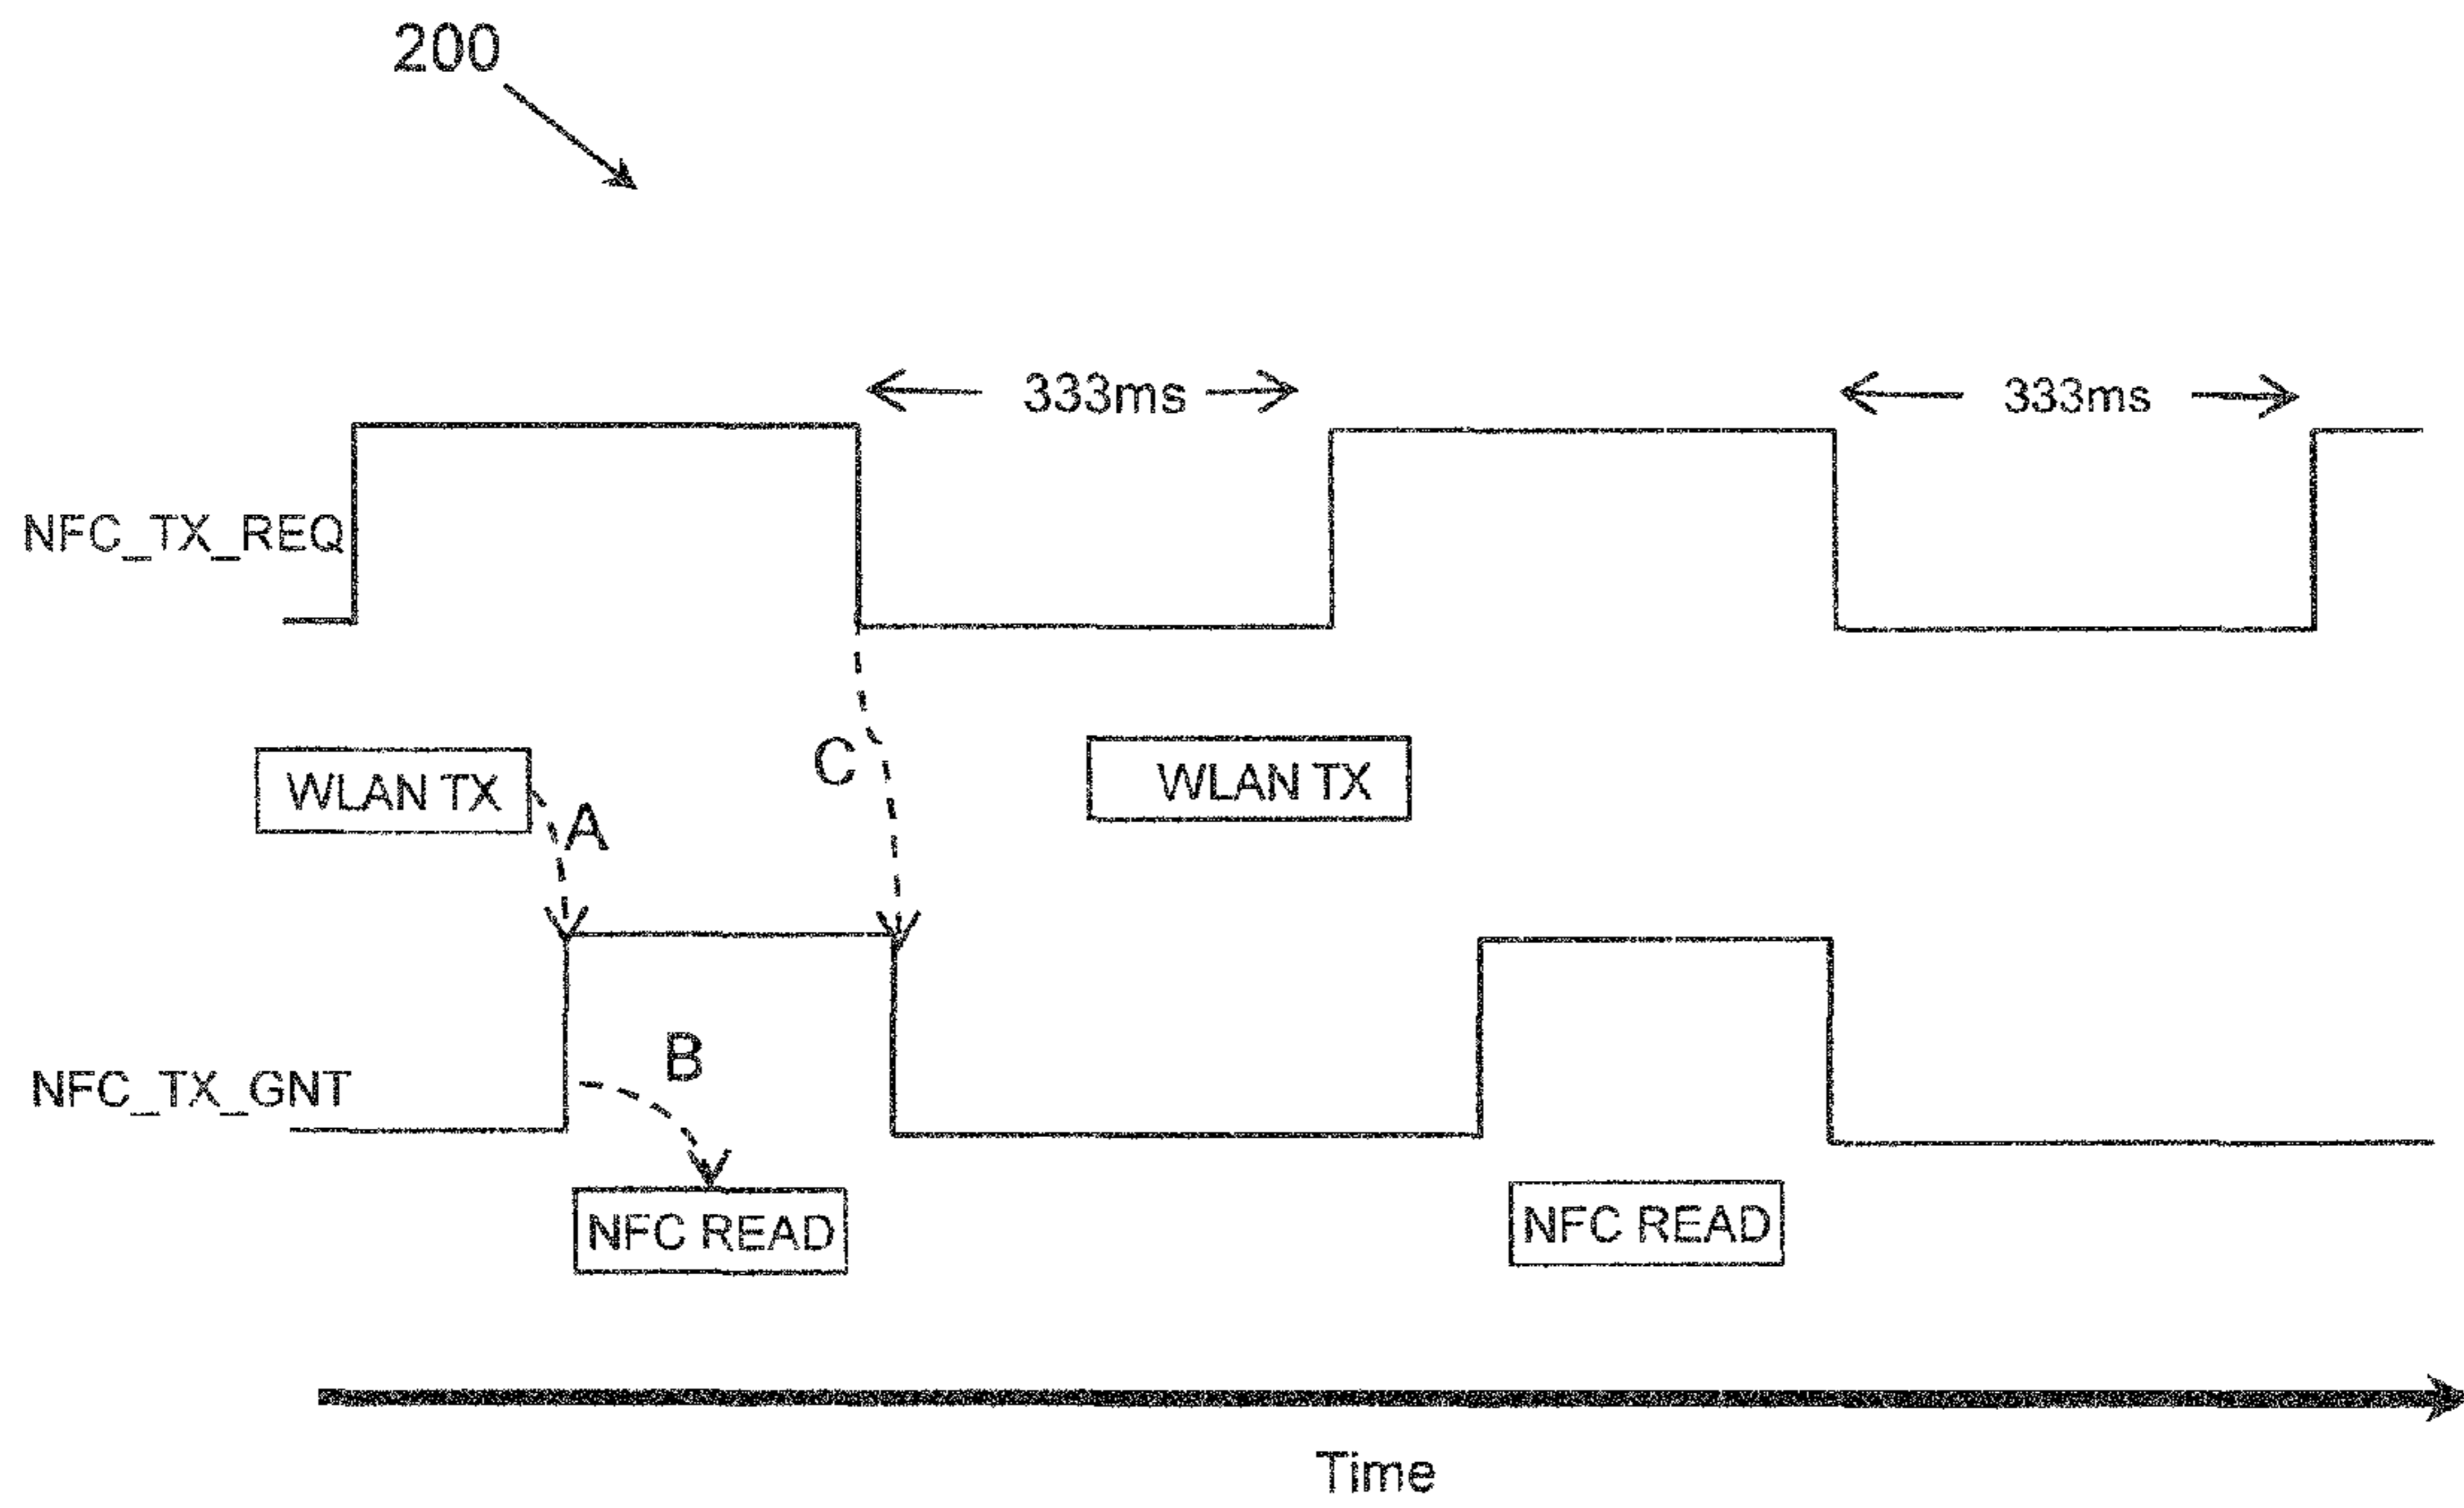 200
333ms
333ms
NFC_TX_REQ
WLAN TX
A
C
WLAN TX
B
NFC_TX_GNT
NFC READ
NFC READ
Time